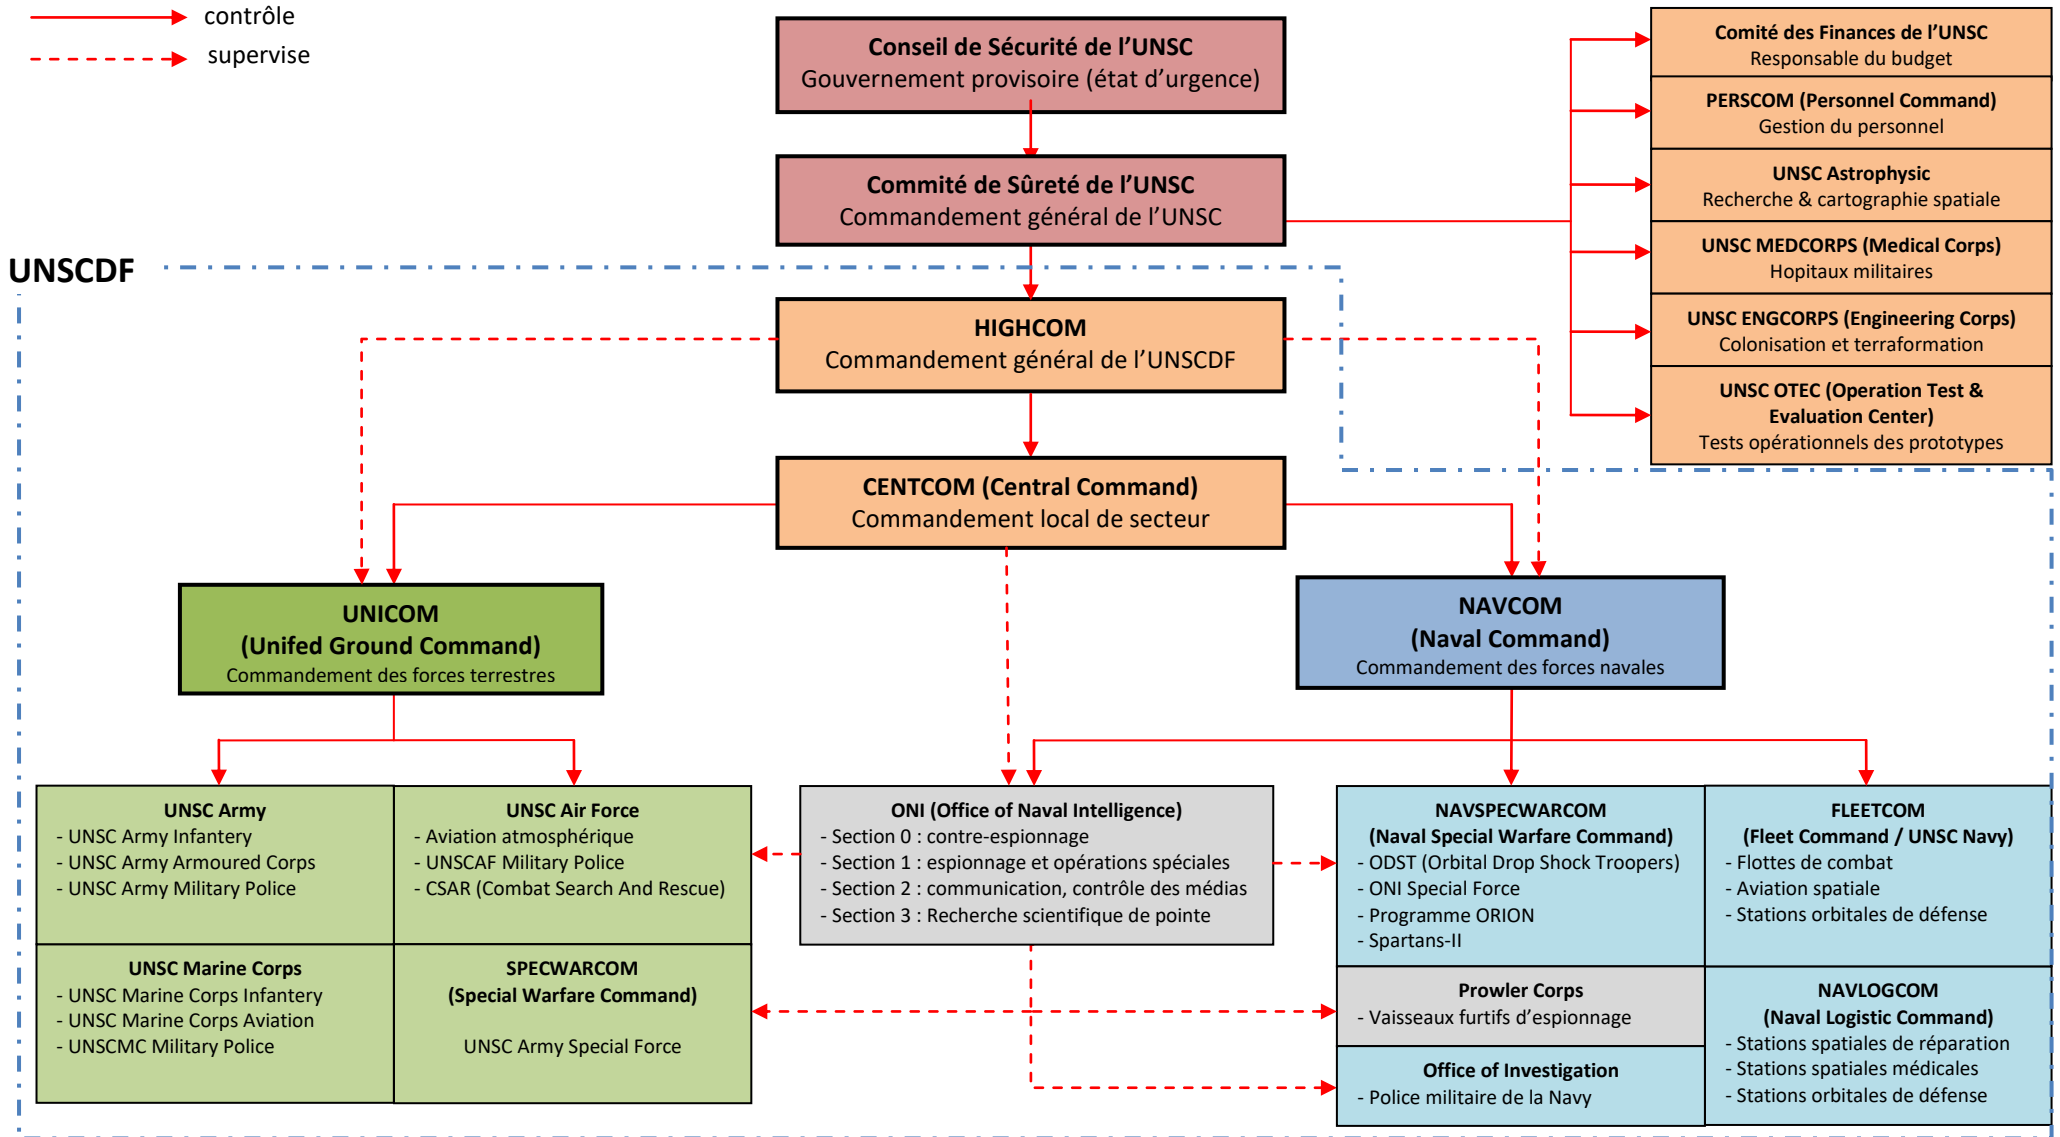 contrôle
supervise
Conseil de Sécurité de l’UNSC
Gouvernement provisoire (état d’urgence)
Commité de Sûreté de l’UNSC
Commandement général de l’UNSC
Comité des Finances de l’UNSC
Responsable du budget
PERSCOM (Personnel Command)
Gestion du personnel
UNSC Astrophysic
Recherche & cartographie spatiale
UNSC MEDCORPS (Medical Corps)
Hopitaux militaires
UNSC ENGCORPS (Engineering Corps)
Colonisation et terraformation
UNSC OTEC (Operation Test &
Evaluation Center)
Tests opérationnels des prototypes
UNSCDF
HIGHCOM
Commandement général de l’UNSCDF
CENTCOM (Central Command)
Commandement local de secteur
UNICOM
(Unifed Ground Command)
Commandement des forces terrestres
NAVCOM
(Naval Command)
Commandement des forces navales
UNSC Army
- UNSC Army Infantery
- UNSC Army Armoured Corps
- UNSC Army Military Police
UNSC Air Force
- Aviation atmosphérique
- UNSCAF Military Police
- CSAR (Combat Search And Rescue)
UNSC Marine Corps
- UNSC Marine Corps Infantery
- UNSC Marine Corps Aviation
- UNSCMC Military Police
SPECWARCOM
(Special Warfare Command)
UNSC Army Special Force
ONI (Office of Naval Intelligence)
- Section 0 : contre-espionnage
- Section 1 : espionnage et opérations spéciales
- Section 2 : communication, contrôle des médias
- Section 3 : Recherche scientifique de pointe
NAVSPECWARCOM
(Naval Special Warfare Command)
- ODST (Orbital Drop Shock Troopers)
- ONI Special Force
- Programme ORION
- Spartans-II
FLEETCOM
(Fleet Command / UNSC Navy)
- Flottes de combat
- Aviation spatiale
- Stations orbitales de défense
Prowler Corps
- Vaisseaux furtifs d’espionnage
Office of Investigation
- Police militaire de la Navy
NAVLOGCOM
(Naval Logistic Command)
- Stations spatiales de réparation
- Stations spatiales médicales
- Stations orbitales de défense